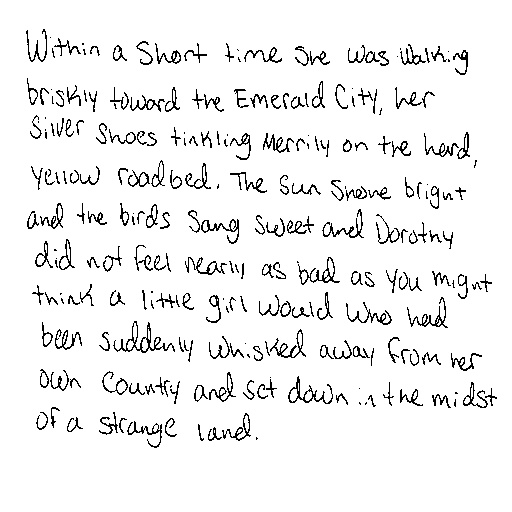 Within a short time she was walking
briskly toward the Emerald City, her
Silver Shoes tinkling merrily on the hard,
yellow roadbed. The sun shone bright
and the birds sang sweet and Dorothy
did not feel nearly as bad as you might
think a little girl would who had
been suddenly whisked away from her
own country and set down in the midst
of a strange land.